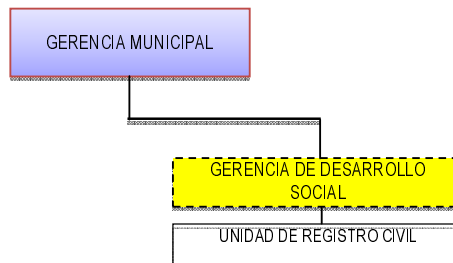 GERENCIA MUNICIPAL
GERENCIA DE DESARROLLO
SOCIAL
UNIDAD DE REGISTRO CIVIL